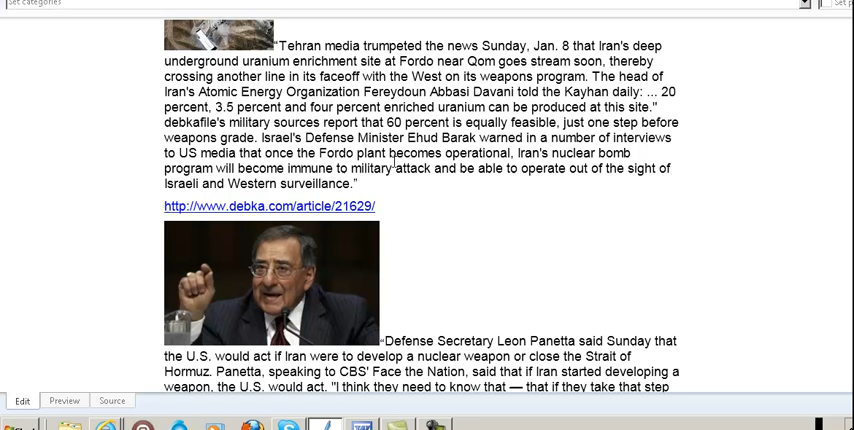 Set categories
Set p
“Tehran media trumpeted the news Sunday, Jan. 8 that Iran's deep
underground uranium enrichment site at Fordo near Qom goes stream soon, thereby
crossing another line in its faceoff with the West on its weapons program. The head of
Iran's Atomic Energy Organization Fereydoun Abbasi Davani told the Kayhan daily: ... 20
percent, 3.5 percent and four percent enriched uranium can be produced at this site."
debkafile's military sources report that 60 percent is equally feasible, just one step before
weapons grade. Israel's Defense Minister Ehud Barak warned in a number of interviews
to US media that once the Fordo plant becomes operational, Iran's nuclear bomb
program will become immune to military attack and be able to operate out of the sight of
Israeli and Western surveillance.”
http://www.debka.com/article/21629/
“Defense Secretary Leon Panetta said Sunday that
the U.S. would act if Iran were to develop a nuclear weapon or close the Strait of
Hormuz. Panetta, speaking to CBS' Face the Nation, said that if Iran started developing a
weapon, the U.S. would act. "I think they need to know that — that if they take that step
Edit
Preview
Source